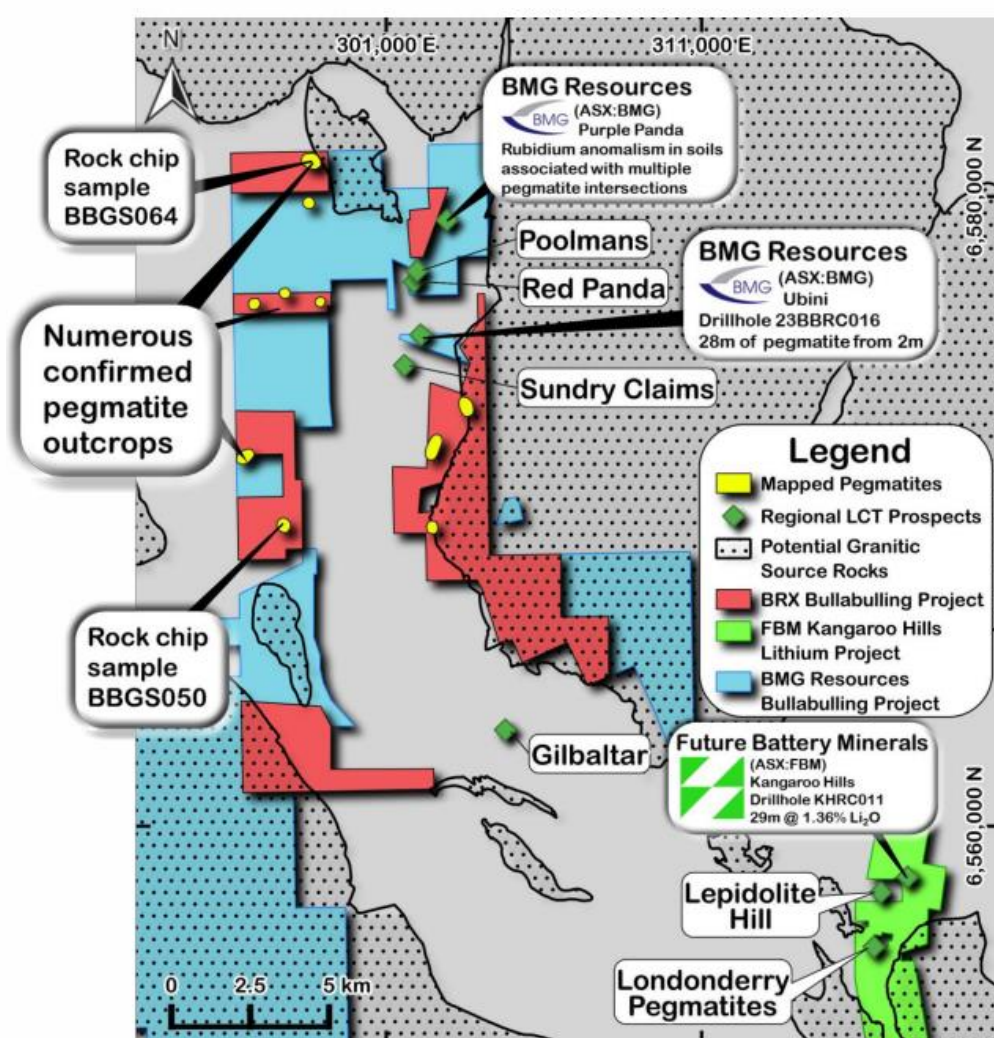 N
301,000 E
311,000 E
BMG Resources
BMG
(ASX:BMG)
Purple Panda
Rubidium anomalism in soils
associated with multiple
pegmatite intersections
Rock chip
sample
BBGS064
6,580,000 N
Poolmans
Red Panda
BMG Resources
BMG
(ASX:BMG)
Ubini
Drillhole 23BBRC016
28m of pegmatite from 2m
Numerous
confirmed
pegmatite
outcrops
Sundry Claims
Legend
Mapped Pegmatites
Regional LCT Prospects
Potential Granitic
Source Rocks
BRX Bullabulling Project
FBM Kangaroo Hills
Lithium Project
BMG Resources
Bullabulling Project
Rock chip
sample
BBGS050
Gilbaltar
Future Battery Minerals
(ASX:FBM)
Kangaroo Hills
Drillhole KHRC011
29m @ 1.36% Li₂O
6,560,000 N
Lepidolite
Hill
Londonderry
Pegmatites
0 2.5 5 km